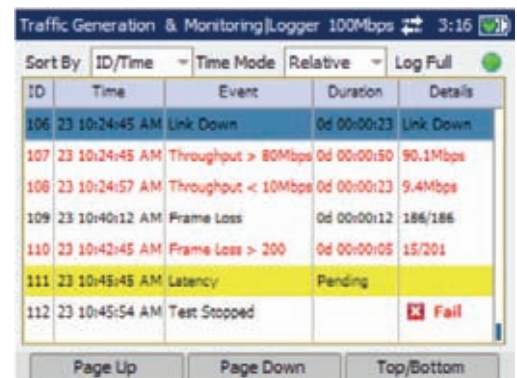 Traffic Generation & Monitoring|Logger 100Mbps 3:16
Sort By ID/Time Time Mode Relative Log Full
ID Time Event Duration Details
106 23 10:24:45 AM Link Down 0d 00:00:23 Link Down
107 23 10:24:45 AM Throughput > 80Mbps 0d 00:00:50 90.1Mbps
108 23 10:24:57 AM Throughput < 10Mbps 0d 00:00:23 9.4Mbps
109 23 10:40:12 AM Frame Loss 0d 00:00:12 186/186
110 23 10:42:45 AM Frame Loss > 200 0d 00:00:05 15/201
111 23 10:45:45 AM Latency Pending
112 23 10:45:54 AM Test Stopped Fail
Page Up Page Down Top/Bottom